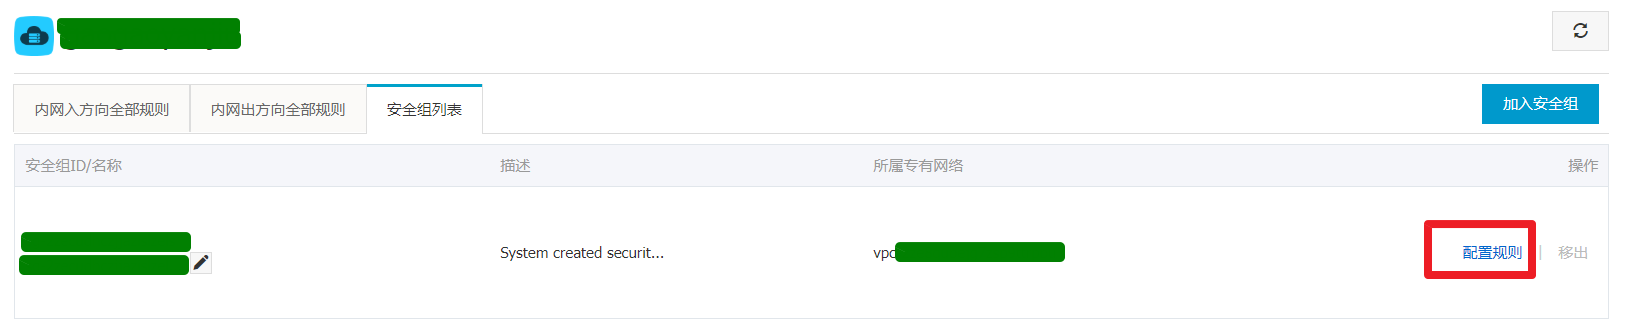 内网入方向全部规则 内网出方向全部规则 安全组列表 加入安全组
安全组ID/名称 描述 所属专有网络 操作
System created securit... vpc 配置规则 | 移出